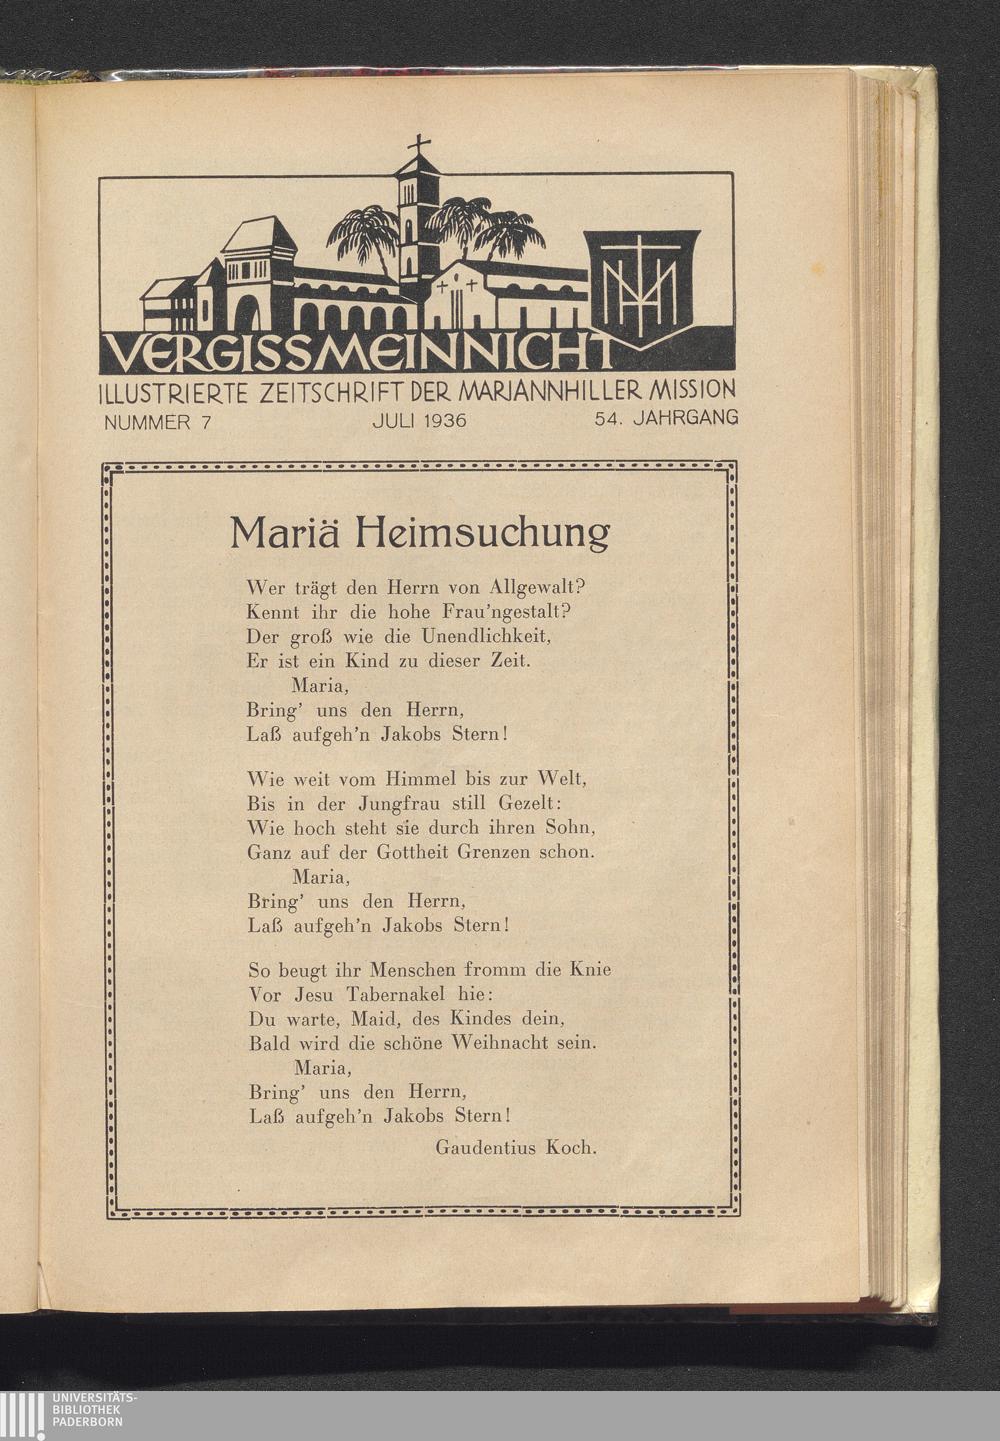 VERGISSMEINNICHT
ILLUSTRIERTE ZEITSCHRIFT DER MARIANNHILLER MISSION
NUMMER 7 JULI 1936 54. JAHRGANG
Mariä Heimsuchung
Wer trägt den Herrn von Allgewalt?
Kennt ihr die hohe Frau'ngestalt?
Der groß wie die Unendlichkeit,
Er ist ein Kind zu dieser Zeit.
Maria,
Bring' uns den Herrn,
Laß aufgeh'n Jakobs Stern!
Wie weit vom Himmel bis zur Welt,
Bis in der Jungfrau still Gezelt:
Wie hoch steht sie durch ihren Sohn,
Ganz auf der Gottheit Grenzen schon.
Maria,
Bring' uns den Herrn,
Laß aufgeh'n Jakobs Stern!
So beugt ihr Menschen fromm die Knie
Vor Jesu Tabernakel hie:
Du warte, Maid, des Kindes dein,
Bald wird die schöne Weihnacht sein.
Maria,
Bring' uns den Herrn,
Laß aufgeh'n Jakobs Stern!
Gaudentius Koch.
UNIVERSITÄTS-
BIBLIOTHEK
PADERBORN